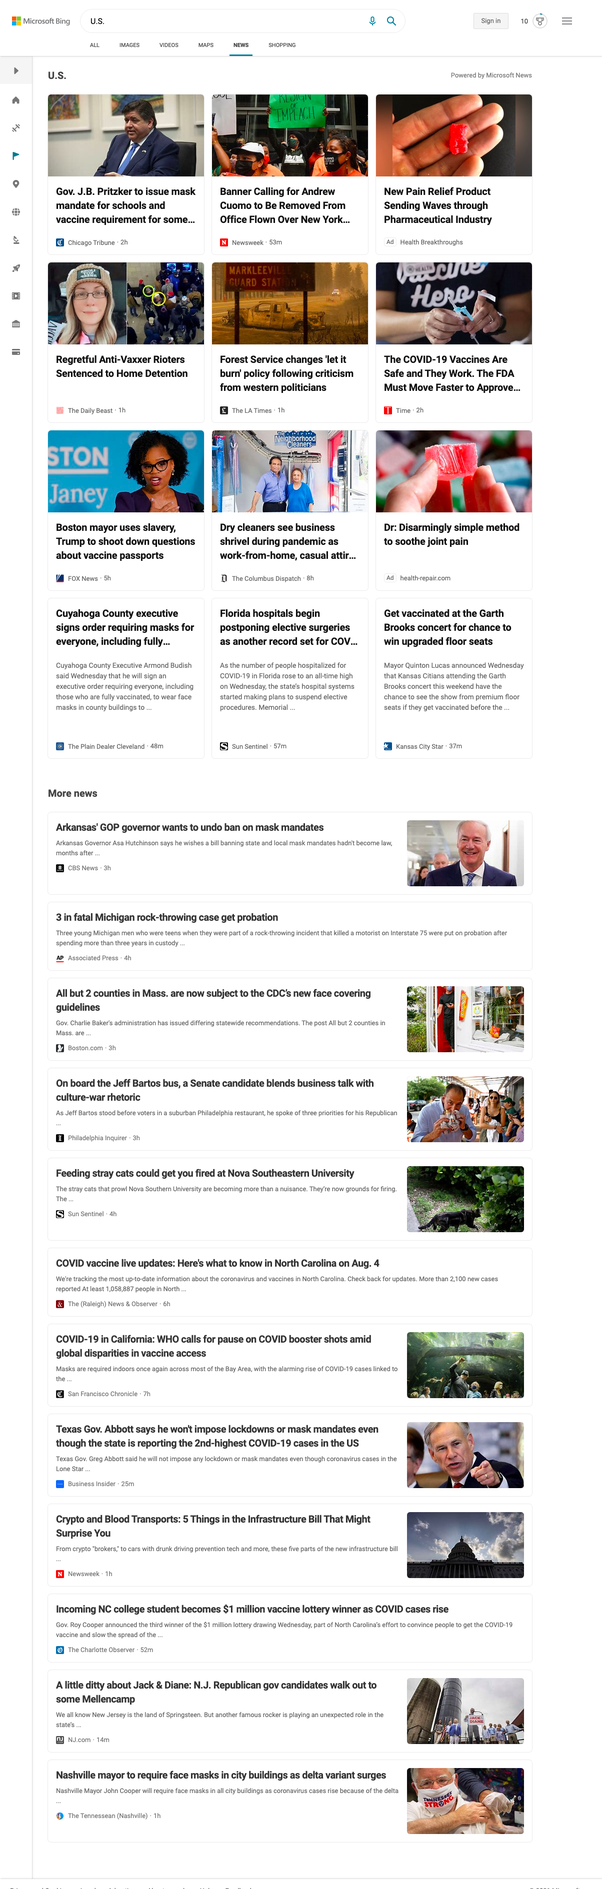 Microsoft Bing
U.S.
Sign in
10
ALL
IMAGES
VIDEOS
MAPS
NEWS
SHOPPING
U.S.
Powered by Microsoft News
Gov. J.B. Pritzker to issue mask
mandate for schools and
vaccine requirement for some...
Chicago Tribune · 2h
IMPEACH
Banner Calling for Andrew
Cuomo to Be Removed From
Office Flown Over New York...
Newsweek · 53m
New Pain Relief Product
Sending Waves through
Pharmaceutical Industry
Ad Health Breakthroughs
Regretful Anti-Vaxxer Rioters
Sentenced to Home Detention
The Daily Beast · 1h
MARKLEEVILLE
GUARD STATION
Forest Service changes 'let it
burn' policy following criticism
from western politicians
The LA Times · 1h
Vaccine
Hero
The COVID-19 Vaccines Are
Safe and They Work. The FDA
Must Move Faster to Approve...
Time · 2h
STON
Janey
Boston mayor uses slavery,
Trump to shoot down questions
about vaccine passports
FOX News · 5h
Neighborhood
Cleaners
Dry cleaners see business
shrivel during pandemic as
work-from-home, casual attir...
The Columbus Dispatch · 8h
Dr: Disarmingly simple method
to soothe joint pain
Ad health-repair.com
Cuyahoga County executive
signs order requiring masks for
everyone, including fully...
Cuyahoga County Executive Armond Budish
said Wednesday that he will sign an
executive order requiring everyone, including
those who are fully vaccinated, to wear face
masks in county buildings to ...
The Plain Dealer Cleveland · 48m
Florida hospitals begin
postponing elective surgeries
as another record set for COV...
As the number of people hospitalized for
COVID-19 in Florida rose to an all-time high
on Wednesday, the state's hospital systems
started making plans to suspend elective
procedures. Memorial ...
Sun Sentinel · 57m
Get vaccinated at the Garth
Brooks concert for chance to
win upgraded floor seats
Mayor Quinton Lucas announced Wednesday
that Kansas Citians attending the Garth
Brooks concert this weekend have the
chance to see the show from premium floor
seats if they get vaccinated before the ...
Kansas City Star · 37m
More news
Arkansas' GOP governor wants to undo ban on mask mandates
Arkansas Governor Asa Hutchinson says he wishes a bill banning state and local mask mandates hadn't become law,
months after ...
CBS News · 3h
3 in fatal Michigan rock-throwing case get probation
Three young Michigan men who were teens when they were part of a rock-throwing incident that killed a motorist on Interstate 75 were put on probation after
spending more than three years in custody ...
AP Associated Press · 4h
All but 2 counties in Mass. are now subject to the CDC's new face covering
guidelines
Gov. Charlie Baker's administration has issued differing statewide recommendations. The post All but 2 counties in
Mass. are ...
Boston.com · 3h
On board the Jeff Bartos bus, a Senate candidate blends business talk with
culture-war rhetoric
As Jeff Bartos stood before voters in a suburban Philadelphia restaurant, he spoke of three priorities for his Republican
...
Philadelphia Inquirer · 3h
Feeding stray cats could get you fired at Nova Southeastern University
The stray cats that prowl Nova Southern University are becoming more than a nuisance. They're now grounds for firing.
The ...
Sun Sentinel · 4h
COVID vaccine live updates: Here's what to know in North Carolina on Aug. 4
We're tracking the most up-to-date information about the coronavirus and vaccines in North Carolina. Check back for updates. More than 2,100 new cases
reported At least 1,058,887 people in North ...
The (Raleigh) News & Observer · 6h
COVID-19 in California: WHO calls for pause on COVID booster shots amid
global disparities in vaccine access
Masks are required indoors once again across most of the Bay Area, with the alarming rise of COVID-19 cases linked to
the ...
San Francisco Chronicle · 7h
Texas Gov. Abbott says he won't impose lockdowns or mask mandates even
though the state is reporting the 2nd-highest COVID-19 cases in the US
Texas Gov. Greg Abbott said he will not impose any lockdown or mask mandates even though coronavirus cases in the
Lone Star ...
Business Insider · 25m
Crypto and Blood Transports: 5 Things in the Infrastructure Bill That Might
Surprise You
From crypto "brokers," to cars with drunk driving prevention tech and more, these five parts of the new infrastructure bill
...
Newsweek · 1h
Incoming NC college student becomes $1 million vaccine lottery winner as COVID cases rise
Gov. Roy Cooper announced the third winner of the $1 million lottery drawing Wednesday, part of North Carolina's effort to convince people to get the COVID-19
vaccine and slow the spread of the ...
The Charlotte Observer · 52m
A little ditty about Jack & Diane: N.J. Republican gov candidates walk out to
some Mellencamp
We all know New Jersey is the land of Springsteen. But another famous rocker is playing an unexpected role in the
state's ...
NJ.com · 14m
JACK
DIANE
Nashville mayor to require face masks in city buildings as delta variant surges
Nashville Mayor John Cooper will require face masks in all city buildings as coronavirus cases rise because of the delta
...
The Tennessean (Nashville) · 1h
TENNESSEE
STRONG